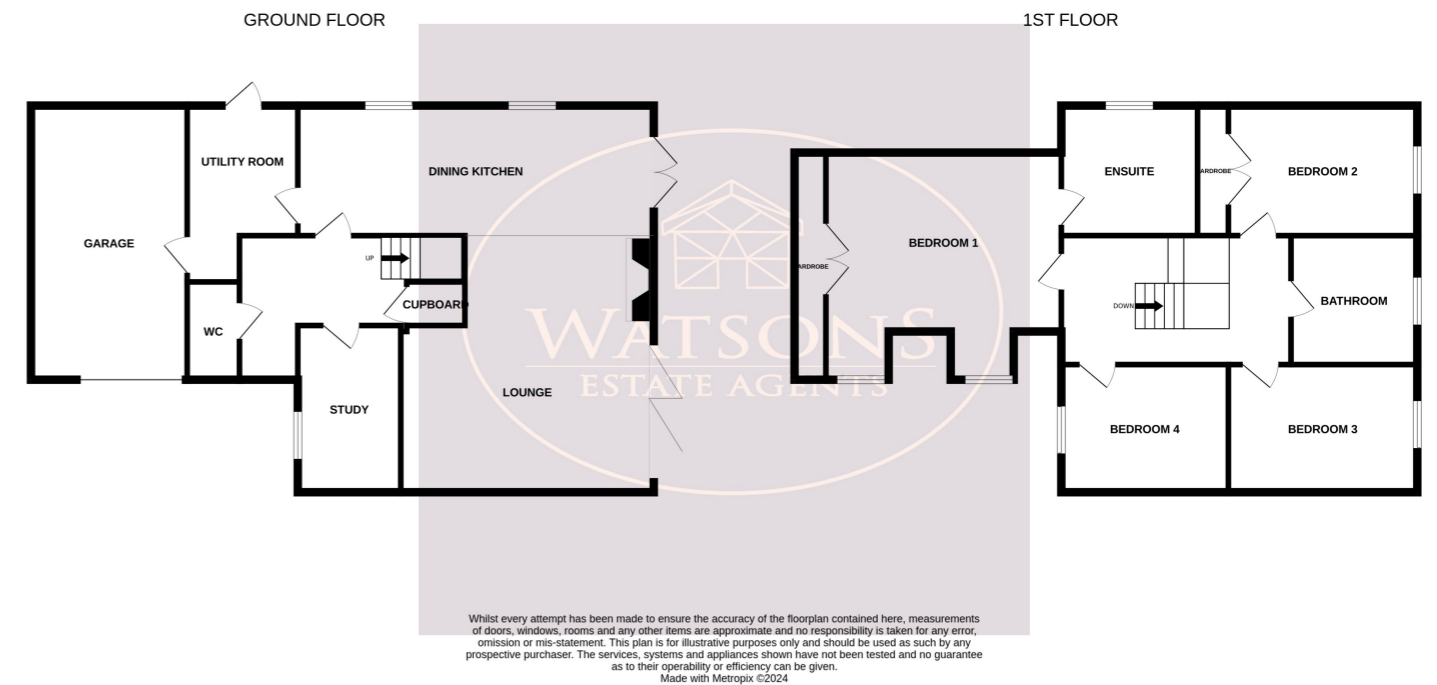 GROUND FLOOR
1ST FLOOR
UTILITY ROOM
DINING KITCHEN
GARAGE
UP
CUPBOARD
WC
STUDY
LOUNGE
ENSUITE
ARDROBE
BEDROOM 2
BEDROOM 1
ARDROBE
DOWN
BATHROOM
BEDROOM 4
BEDROOM 3
WATSONS
ESTATE AGENTS
Whilst every attempt has been made to ensure the accuracy of the floorplan contained here, measurements
of doors, windows, rooms and any other items are approximate and no responsibility is taken for any error,
omission or mis-statement. This plan is for illustrative purposes only and should be used as such by any
prospective purchaser. The services, systems and appliances shown have not been tested and no guarantee
as to their operability or efficiency can be given.
Made with Metropix ©2024